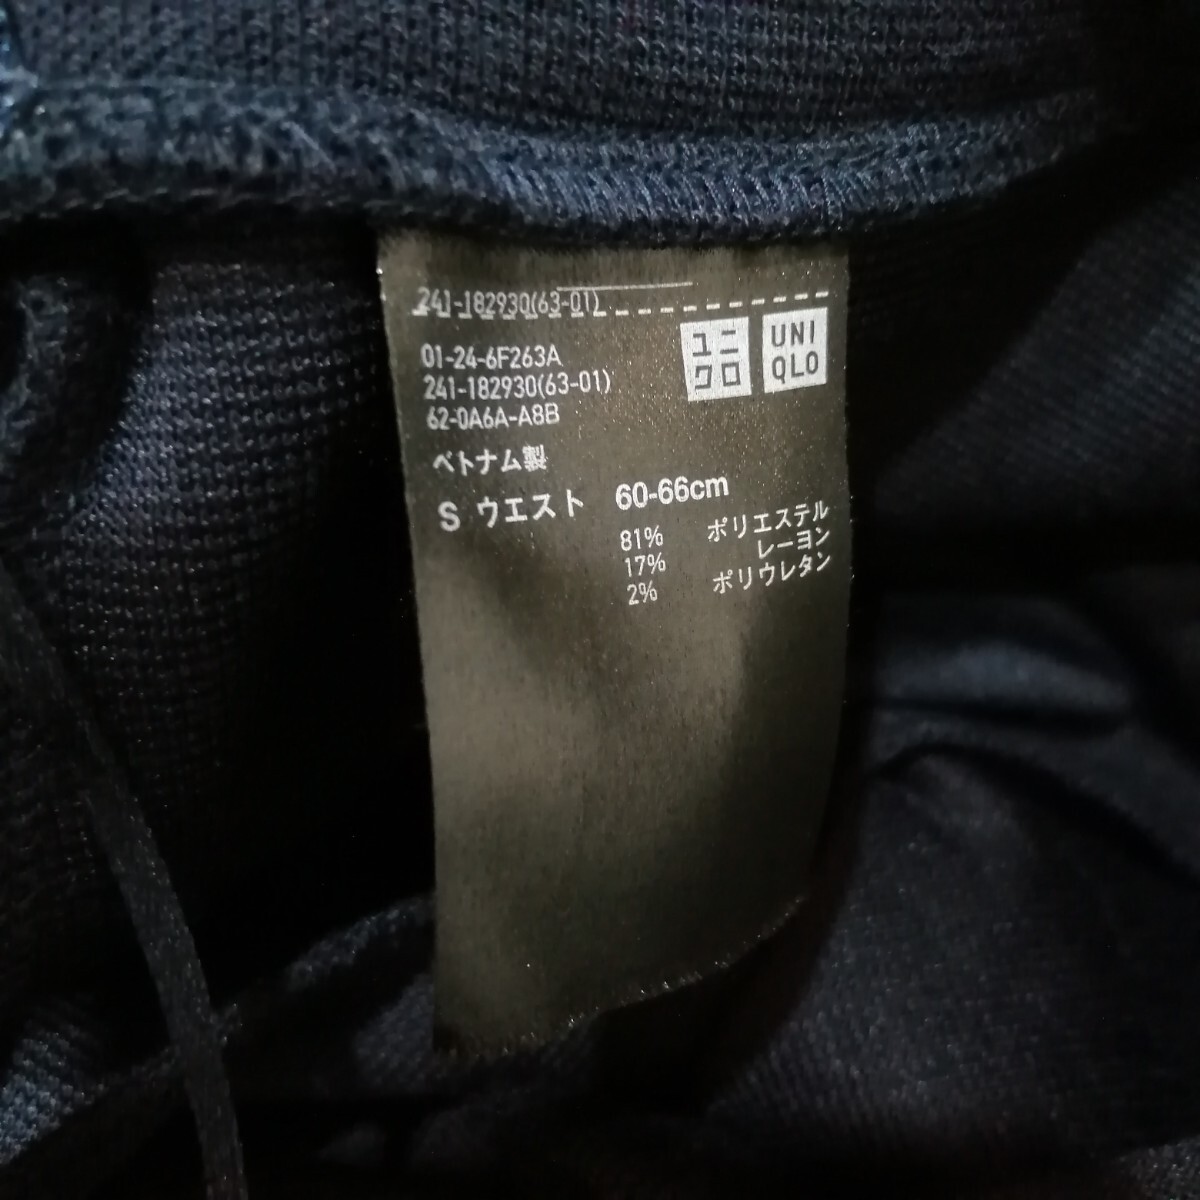 241-182930(63-01)
01-24-6F263A
241-182930(63-01)
62-0A6A-A8B
ユニ
クロ
UNI
QLO
ベトナム製
S ウエスト 60-66cm
81% ポリエステル
17% レーヨン
2% ポリウレタン